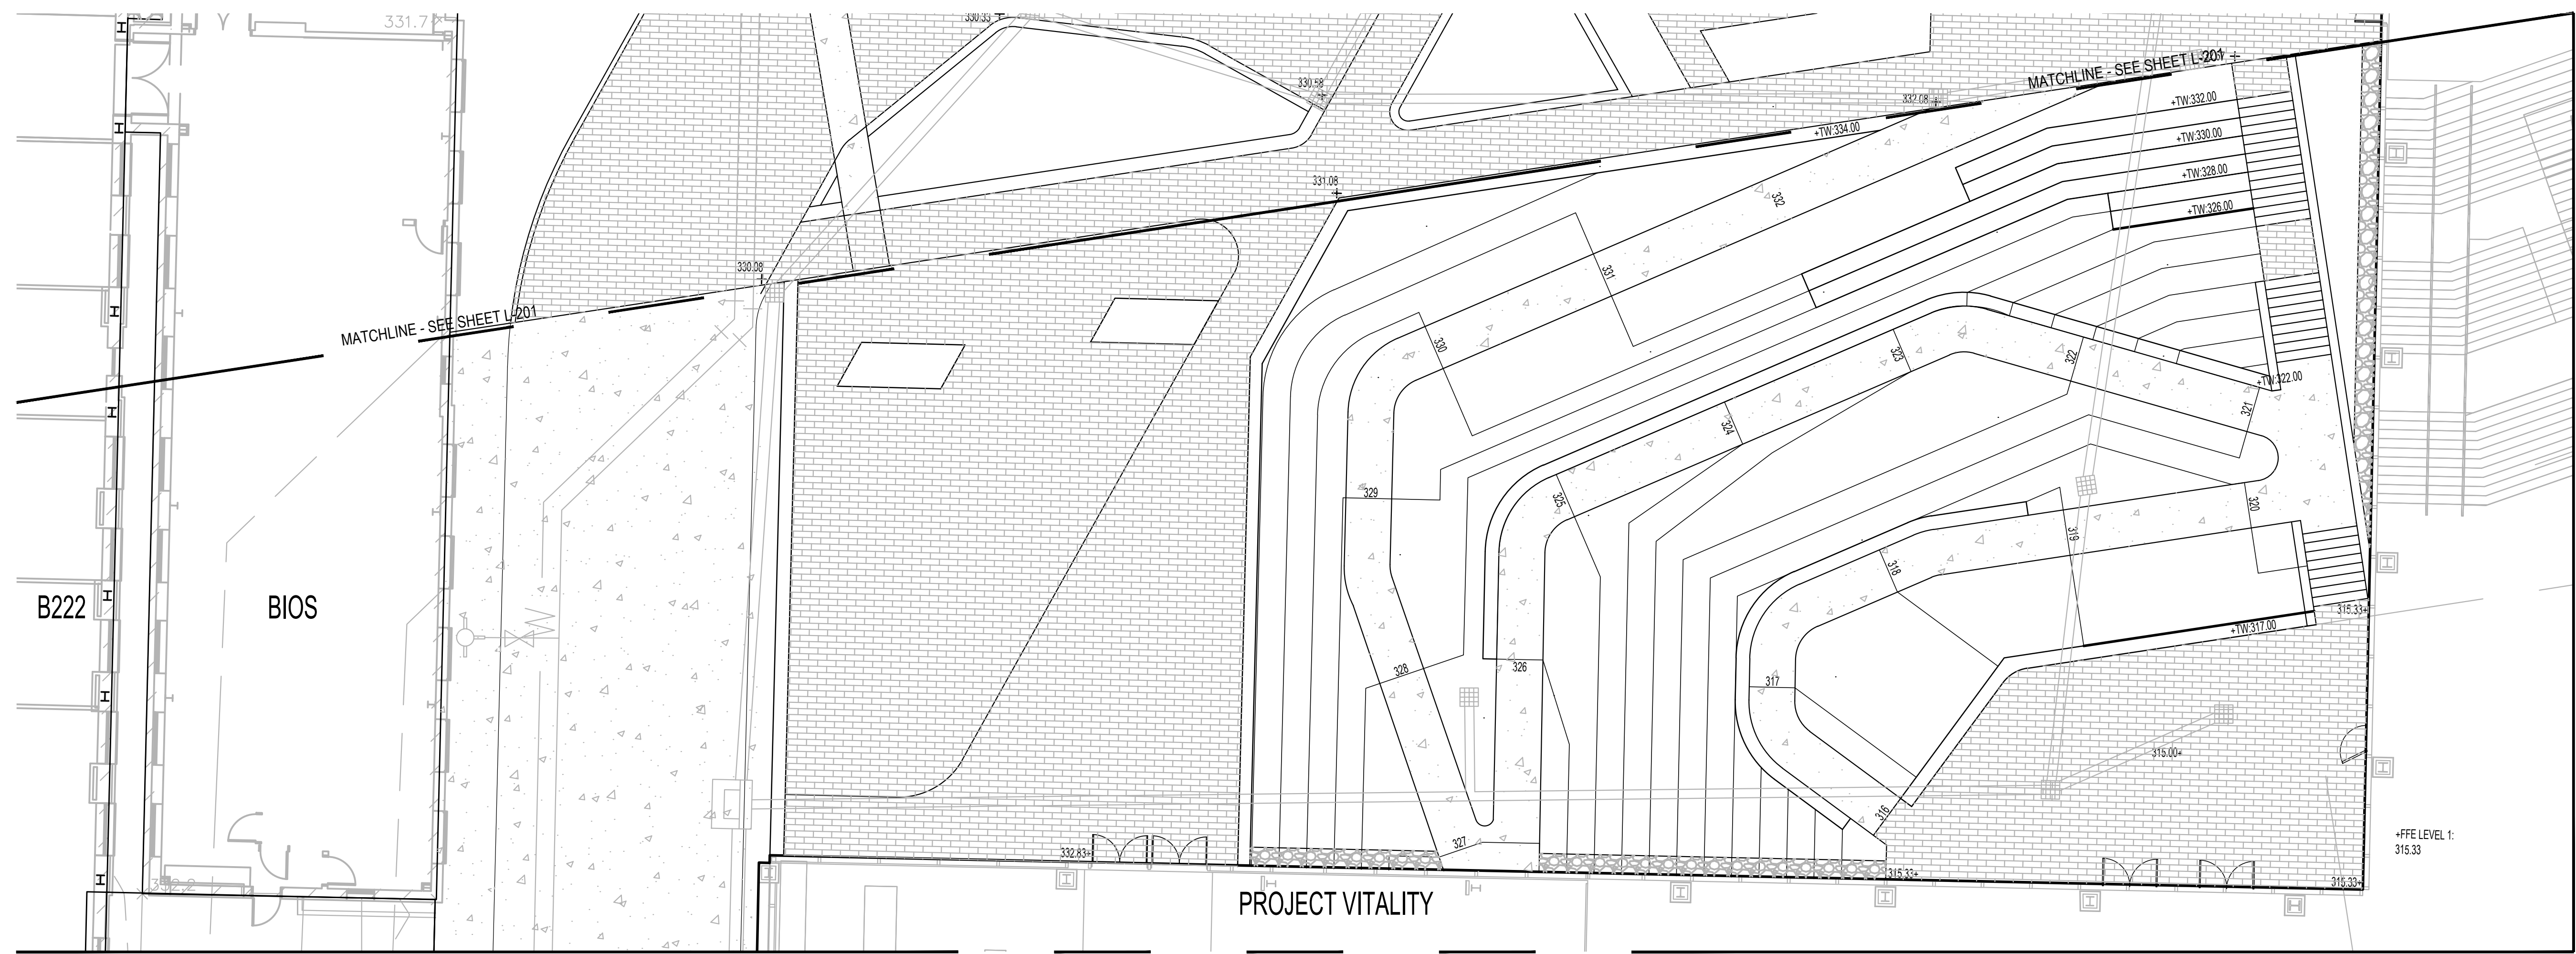 331.7
330.33
330.58
MATCHLINE - SEE SHEET L-201
332.08
+TW:332.00
+TW:334.00
+TW:330.00
+TW:328.00
331.08
332
+TW:326.00
330.08
331
MATCHLINE - SEE SHEET L-201
330
323
322
+TW:322.00
321
324
329
325
320
319
318
B222
BIOS
315.33+
+TW:317.00
328
326
317
315.00+
316
+FFE LEVEL 1:
315.33
327
332.83+
315.33+
315.33+
PROJECT VITALITY